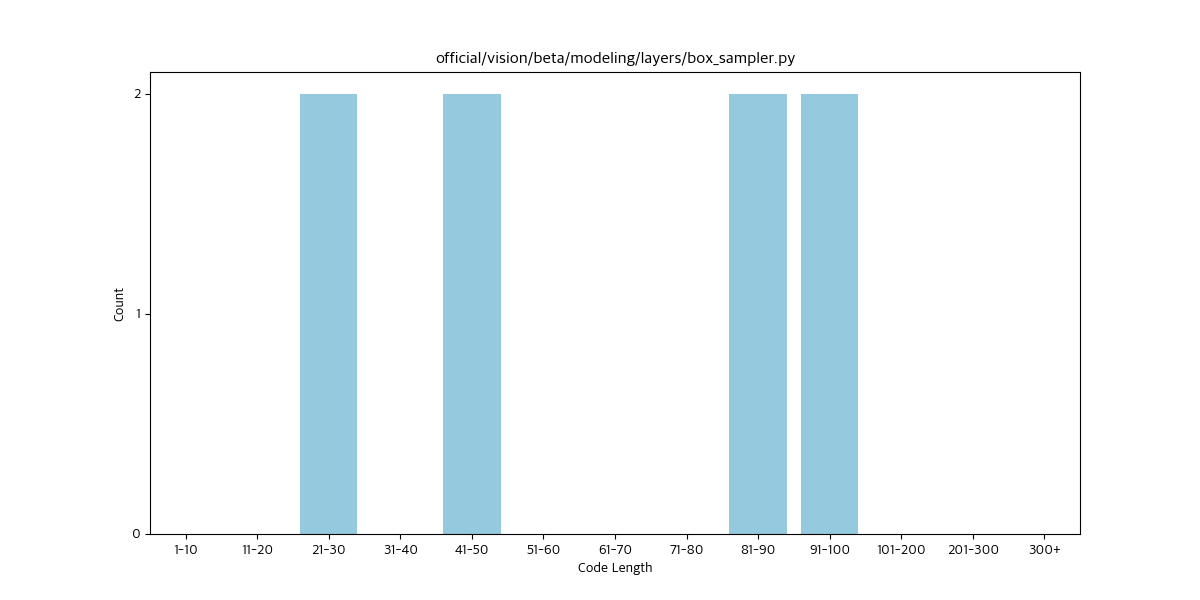 official/vision/beta/modeling/layers/box_sampler.py
2
1
0
Count
1-10 11-20 21-30 31-40 41-50 51-60 61-70 71-80 81-90 91-100 101-200 201-300 300+
Code Length